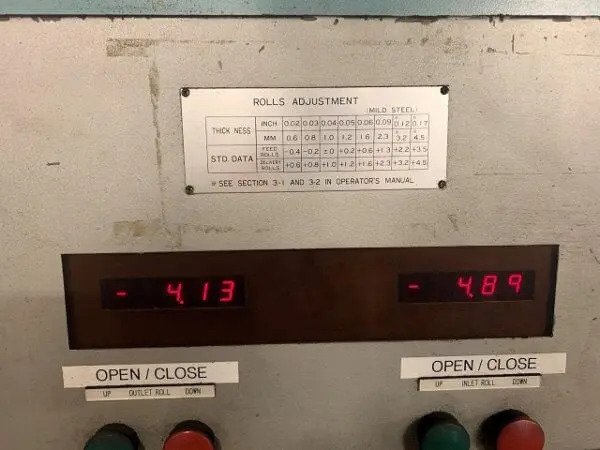 ROLLS ADJUSTMENT
(MILD STEEL)
THICK NESS INCH 0.02 0.03 0.04 0.05 0.06 0.09 ※0.12 ※0.17
MM 0.6 0.8 1.0 1.2 1.6 2.3 ※3.2 ※4.5
STD. DATA FEED ROLLS -0.4 -0.2 ±0 +0.2 +0.6 +1.3 +2.2 +3.5
DELIVERY ROLLS +0.6 +0.8 +1.0 +1.2 +1.6 +2.3 +3.2 +4.5
※ SEE SECTION 3-1 AND 3-2 IN OPERATOR'S MANUAL
- 4.13 - 4.89
OPEN / CLOSE OPEN / CLOSE
UP OUTLET ROLL DOWN UP INLET ROLL DOWN